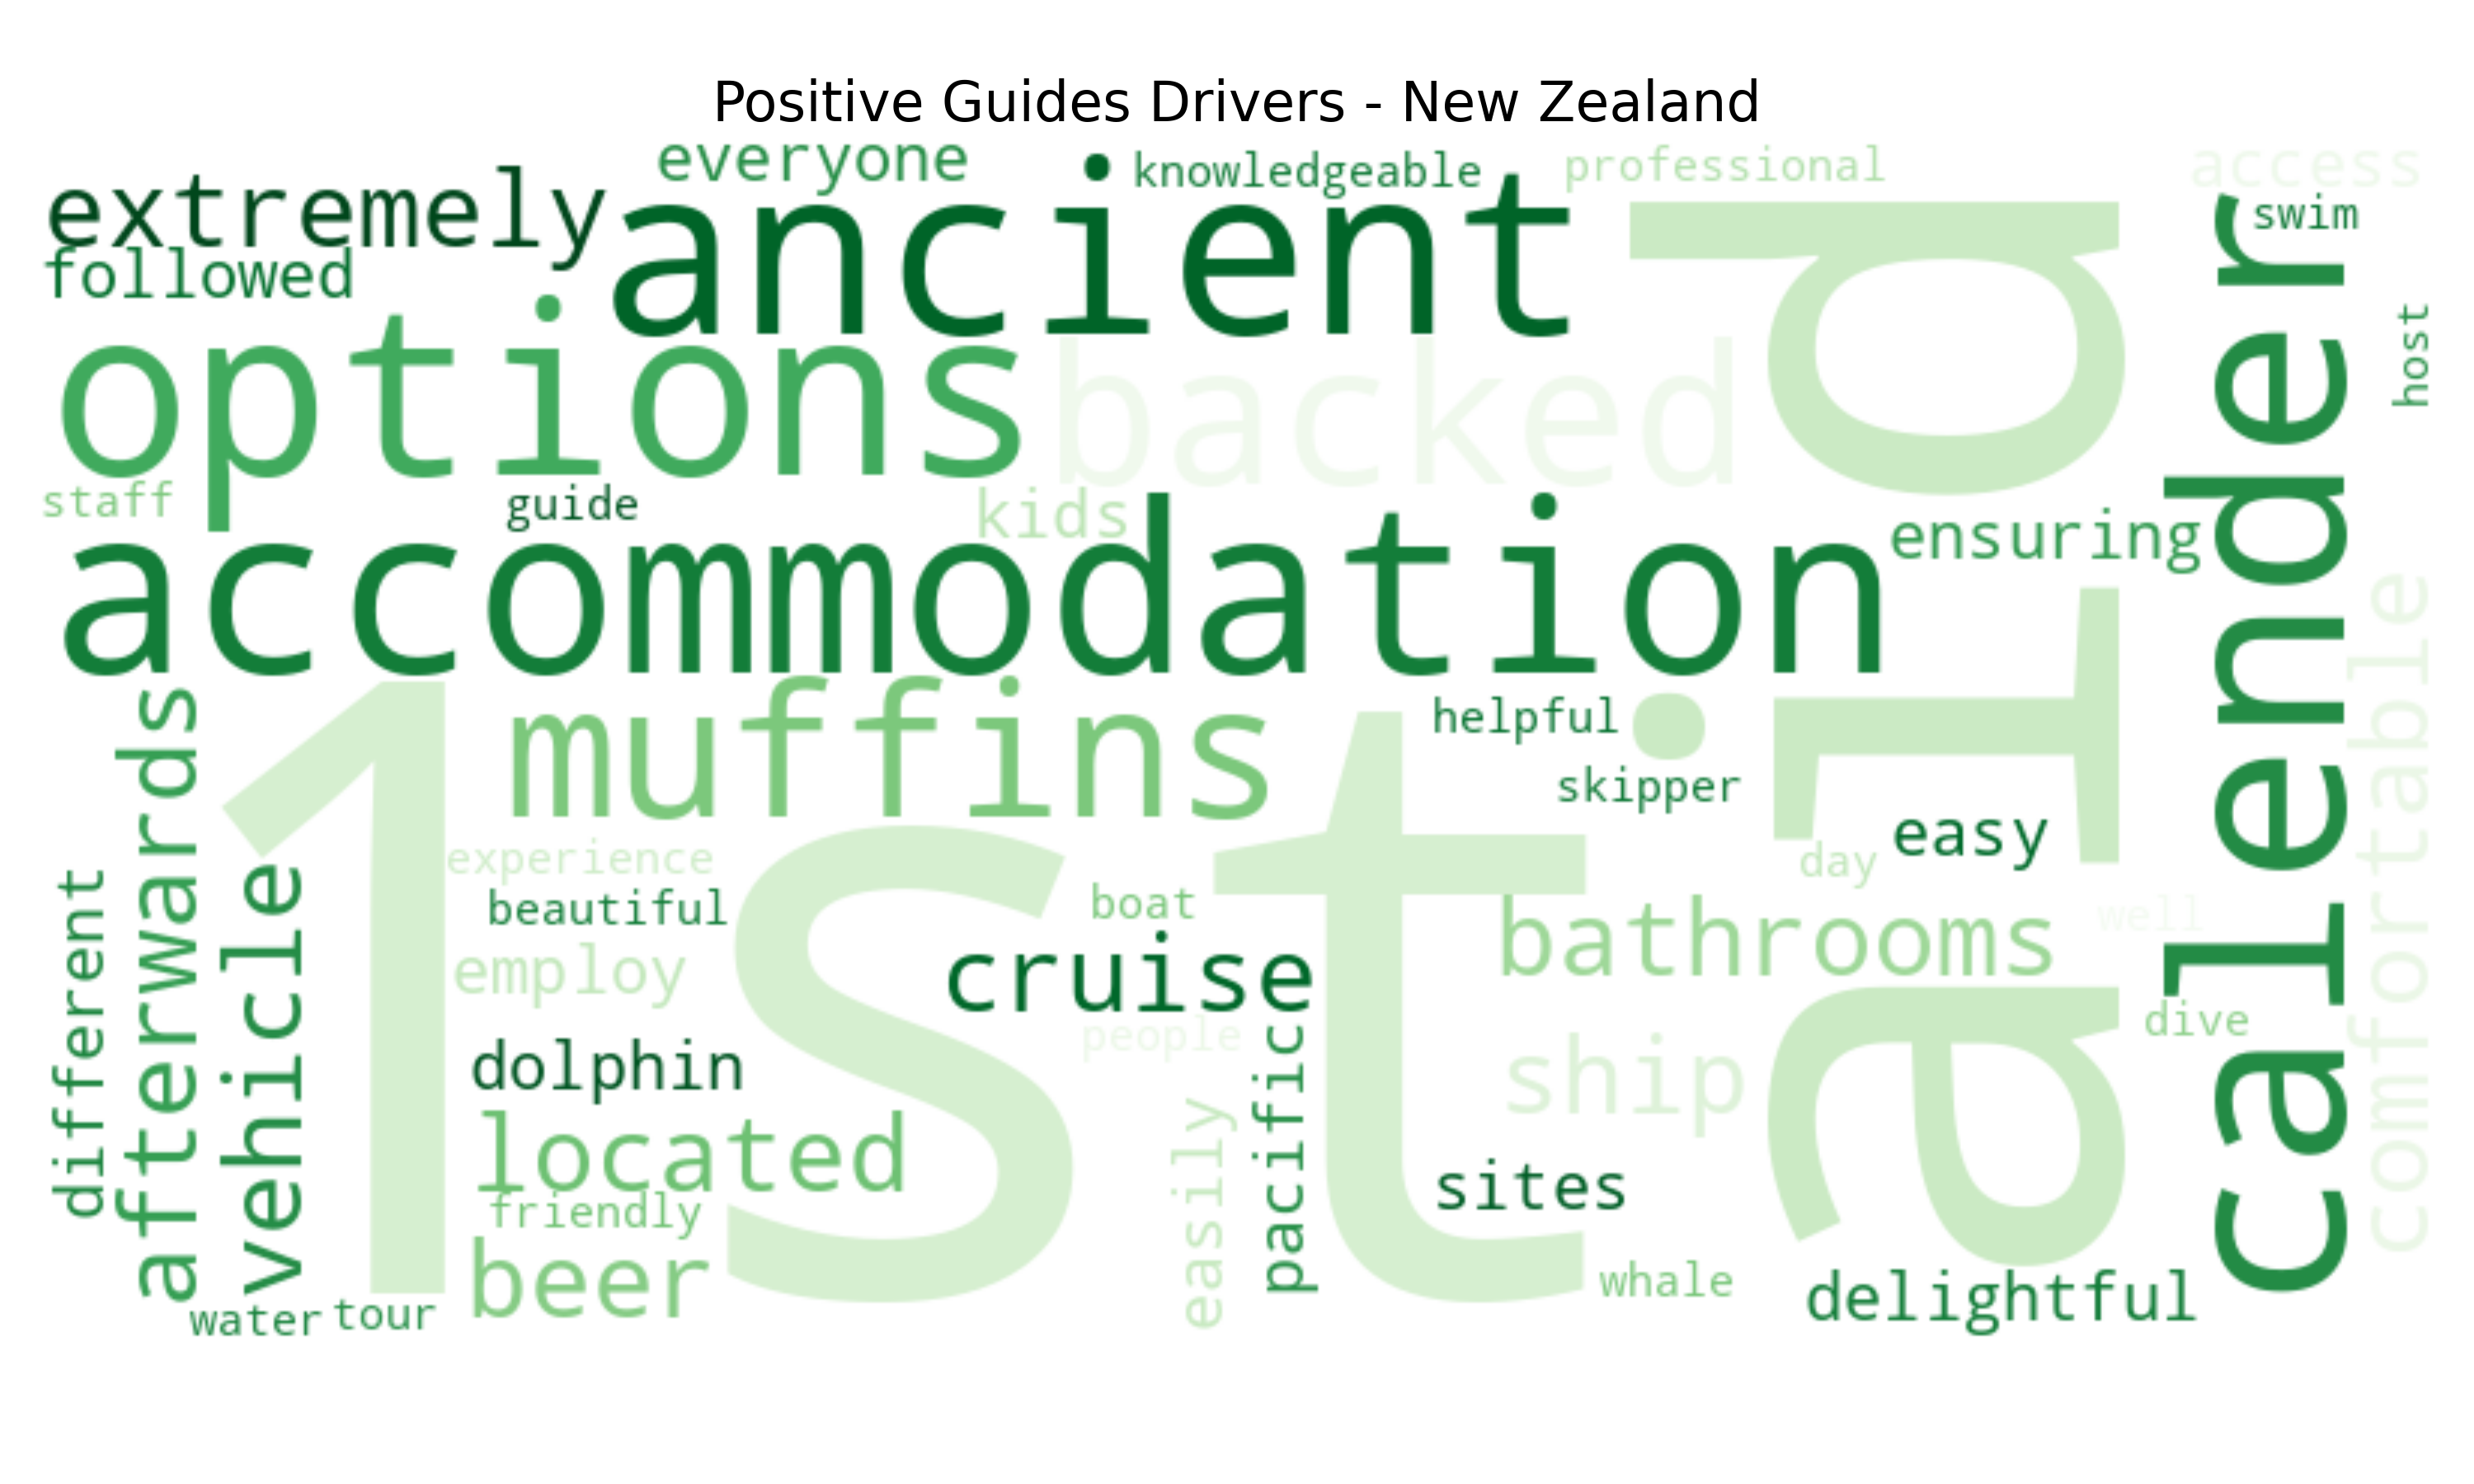 Positive Guides Drivers - New Zealand
everyone
knowledgeable
professional
access
extremely
ancient
swim
followed
options
backed
aid
calender
host
staff
guide
kids
ensuring
accommodation
comfortable
afterwards
1st
muffins
helpful
skipper
easy
experience
day
different
vehicle
beautiful
boat
bathrooms
well
employ
cruise
people
dive
dolphin
ship
located
easily
pacific
sites
friendly
beer
whale
delightful
water
tour